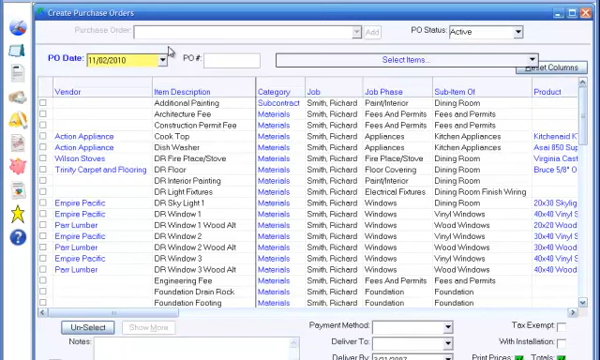 Create Purchase Orders
Purchase Order: Add PO Status: Active
PO Date: 11/02/2010 PO #: Select Items...
Reset Columns
Vendor Item Description Category Job Job Phase Sub-Item Of Product
Additional Painting Subcontract Smith, Richard Paint/Interior Dining Room
Architecture Fee Materials Smith, Richard Fees And Permits Fees and Permits
Construction Permit Fee Materials Smith, Richard Fees And Permits Fees and Permits
Action Appliance Cook Top Materials Smith, Richard Appliances Kitchen Appliances Kitchenaid K
Action Appliance Dish Washer Materials Smith, Richard Appliances Kitchen Appliances Asai 850 Sup
Wilson Stoves DR Fire Place/Stove Materials Smith, Richard Fire Place/Stove Dining Room Virginia Cast
Trinity Carpet and Flooring DR Floor Materials Smith, Richard Floor Covering Dining Room Bruce 5/8" O
DR Interior Painting Materials Smith, Richard Paint/Interior Dining Room
DR Light Fixtures Materials Smith, Richard Electrical Fixtures Dining Room Finish Wiring
Empire Pacific DR Sky Light 1 Materials Smith, Richard Windows Dining Room 20x30 Skylig
Empire Pacific DR Window 1 Materials Smith, Richard Windows Vinyl Windows 40x40 Vinyl S
Parr Lumber DR Window 1 Wood Alt Materials Smith, Richard Windows Wood Windows 20x20 Wood
Empire Pacific DR Window 2 Materials Smith, Richard Windows Vinyl Windows 40x40 Vinyl S
Parr Lumber DR Window 2 Wood Alt Materials Smith, Richard Windows Wood Windows 30x40 Wood
Empire Pacific DR Window 3 Materials Smith, Richard Windows Vinyl Windows 40x40 Vinyl S
Parr Lumber DR Window 3 Wood Alt Materials Smith, Richard Windows Wood Windows 40x40 Wood
Engineering Fee Materials Smith, Richard Fees And Permits Fees and Permits
Foundation Drain Rock Materials Smith, Richard Foundation Foundation
Foundation Footing Materials Smith, Richard Foundation Foundation
Un-Select Show More Payment Method: Tax Exempt:
Notes: Deliver To: With Installation:
Deliver By: 3/21/2007 Print Prices: Totals: